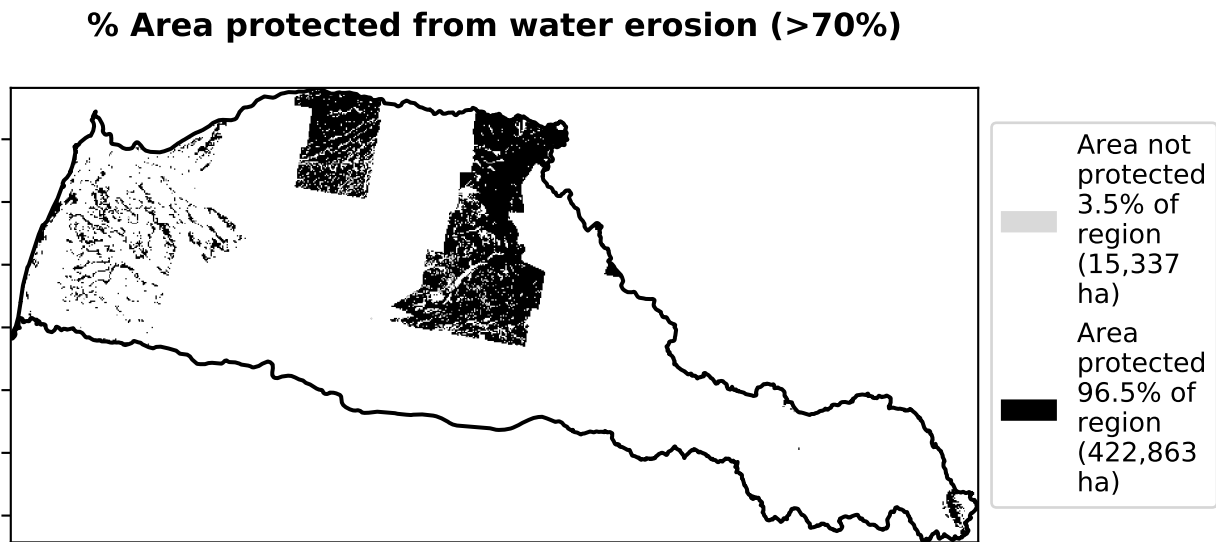 % Area protected from water erosion (>70%)
Area not
protected
3.5% of
region
(15,337
ha)
Area
protected
96.5% of
region
(422,863
ha)